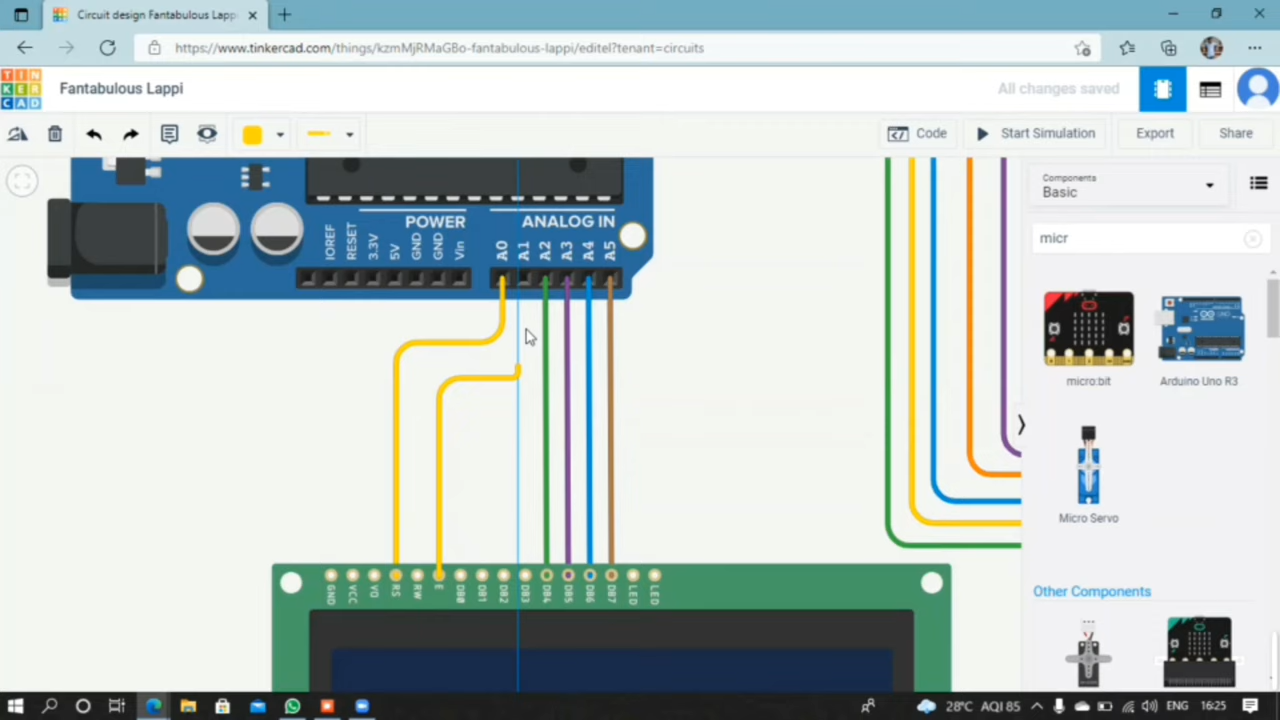 Circuit design Fantabulous Lapp
https://www.tinkercad.com/things/kzmMjRMaGBo-fantabulous-lappi/editel?tenant=circuits
TIN
KER
CAD
Fantabulous Lappi
All changes saved
Code
Start Simulation
Export
Share
Components
Basic
micr
micro:bit
Arduino Uno R3
Micro Servo
Other Components
POWER
ANALOG IN
IOREF
RESET
3.3V
5V
GND
GND
Vin
A0
A1
A2
A3
A4
A5
GND
VCC
V0
RS
RW
E
DB0
DB1
DB2
DB3
DB4
DB5
DB6
DB7
LED
LED
28°C AQI 85
ENG
16:25